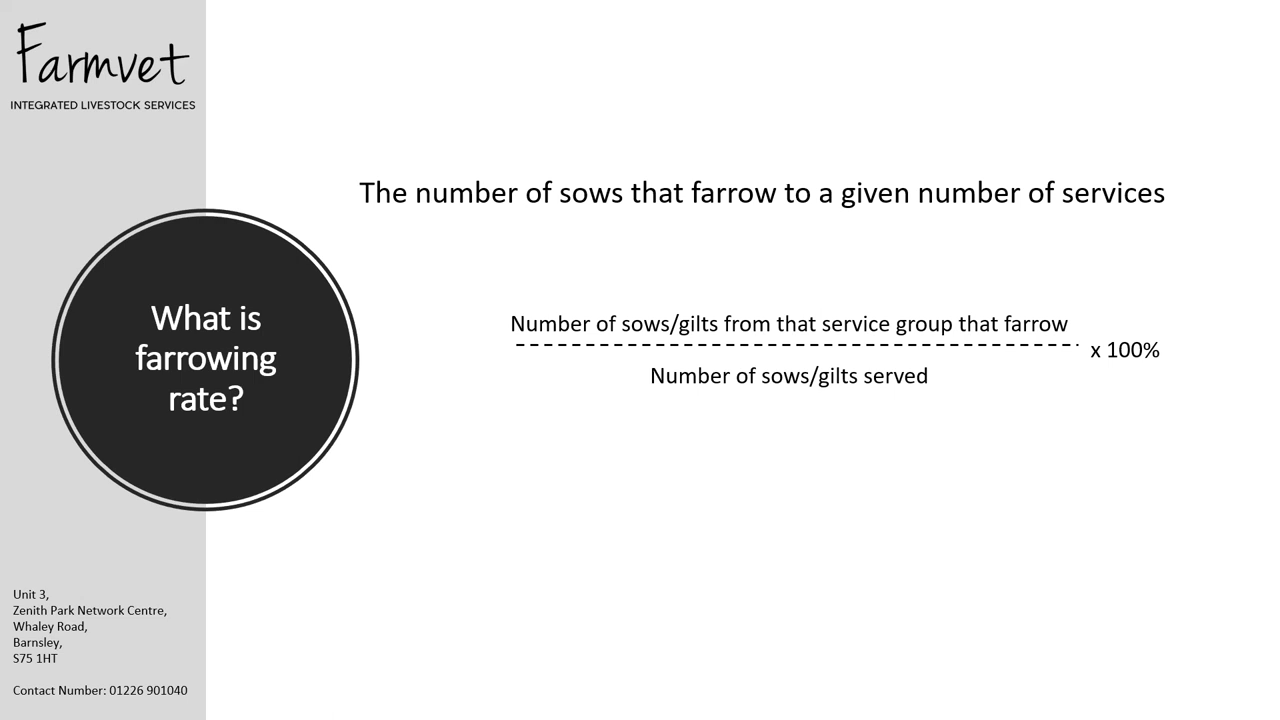 Farmvet
INTEGRATED LIVESTOCK SERVICES
The number of sows that farrow to a given number of services
What is
farrowing
rate?
Number of sows/gilts from that service group that farrow
x 100%
Number of sows/gilts served
Unit 3,
Zenith Park Network Centre,
Whaley Road,
Barnsley,
S75 1HT
Contact Number: 01226 901040